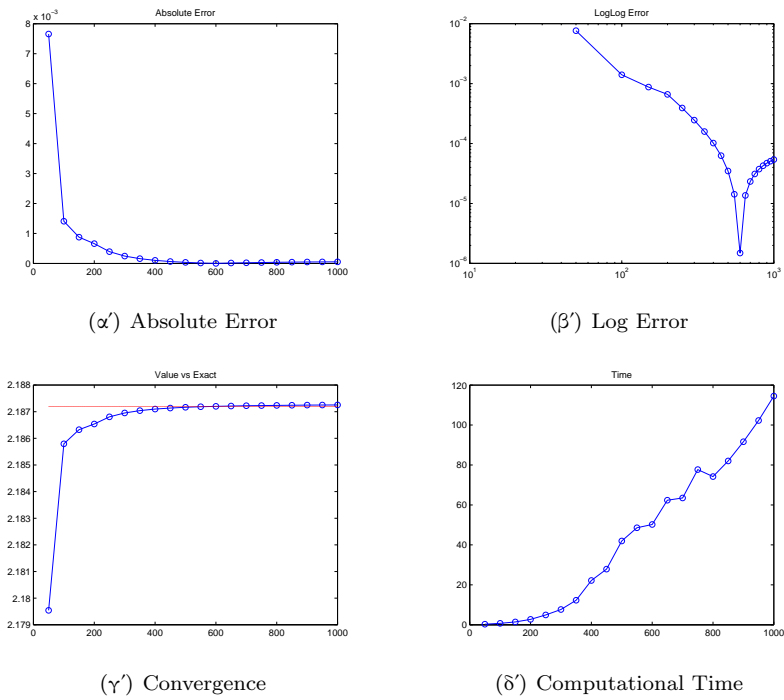 Absolute Error
x 10^-3
8
7
6
5
4
3
2
1
0
0 200 400 600 800 1000
(α′) Absolute Error
LogLog Error
10^-2
10^-3
10^-4
10^-5
10^-6
10^1 10^2 10^3
(β′) Log Error
Value vs Exact
2.188
2.187
2.186
2.185
2.184
2.183
2.182
2.181
2.18
2.179
0 200 400 600 800 1000
(γ′) Convergence
Time
120
100
80
60
40
20
0
0 200 400 600 800 1000
(δ′) Computational Time